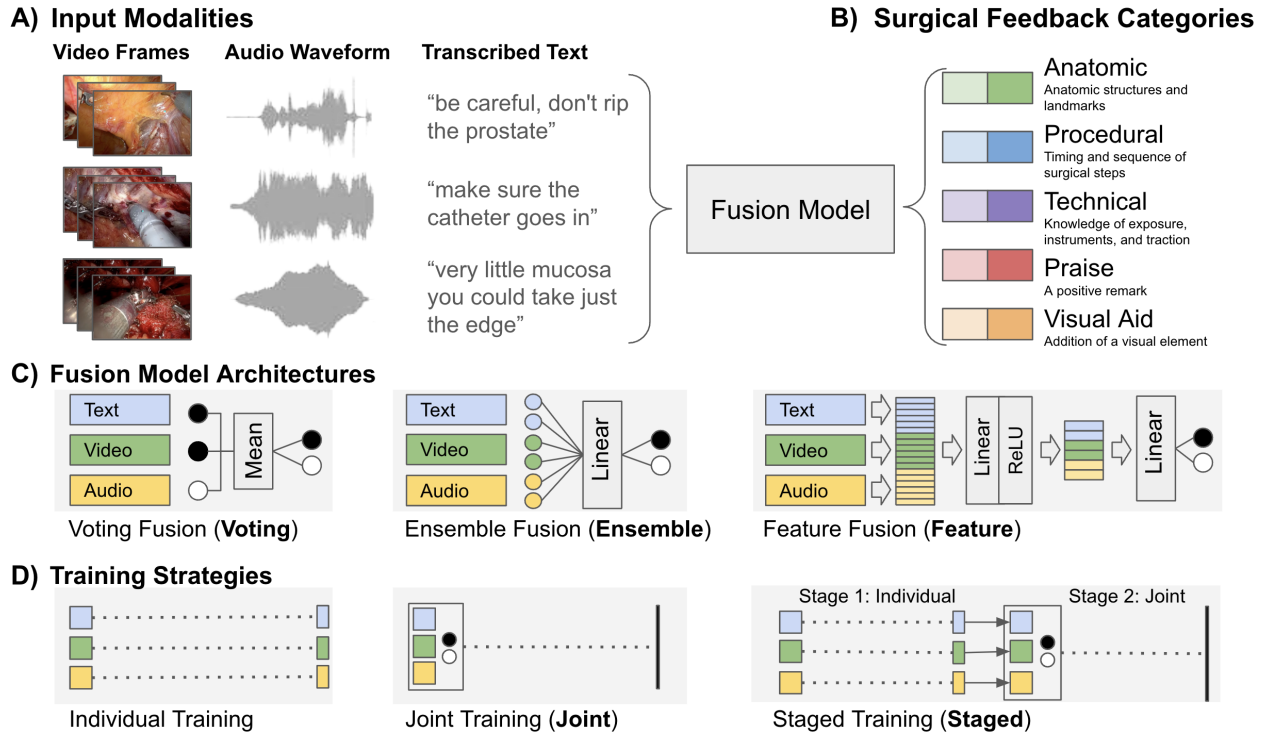 A) Input Modalities
B) Surgical Feedback Categories
Video Frames
Audio Waveform
Transcribed Text
“be careful, don't rip
the prostate”
“make sure the
catheter goes in”
“very little mucosa
you could take just
the edge”
Fusion Model
Anatomic
Anatomic structures and
landmarks
Procedural
Timing and sequence of
surgical steps
Technical
Knowledge of exposure,
instruments, and traction
Praise
A positive remark
Visual Aid
Addition of a visual element
C) Fusion Model Architectures
Text
Video
Audio
Mean
Voting Fusion (Voting)
Text
Video
Audio
Linear
Ensemble Fusion (Ensemble)
Text
Video
Audio
Linear
ReLU
Linear
Feature Fusion (Feature)
D) Training Strategies
Individual Training
Joint Training (Joint)
Stage 1: Individual
Stage 2: Joint
Staged Training (Staged)